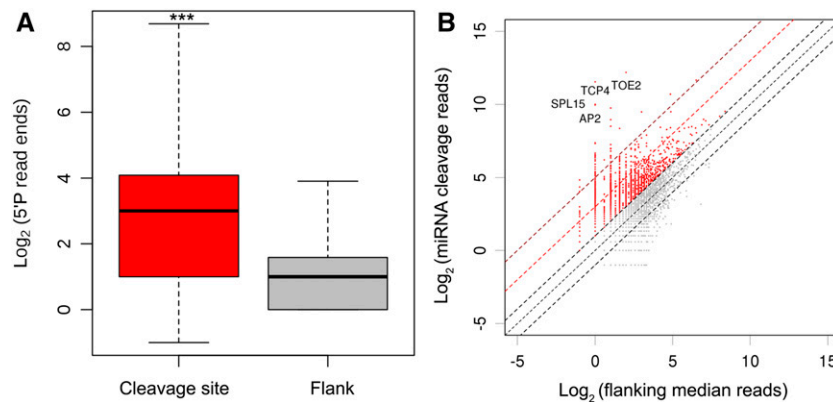 A
***
Log2 (5'P read ends)
8
6
4
2
0
Cleavage site
Flank
B
Log2 (miRNA cleavage reads)
15
10
5
0
-5
TCP4
TOE2
SPL15
AP2
-5
0
5
10
15
Log2 (flanking median reads)